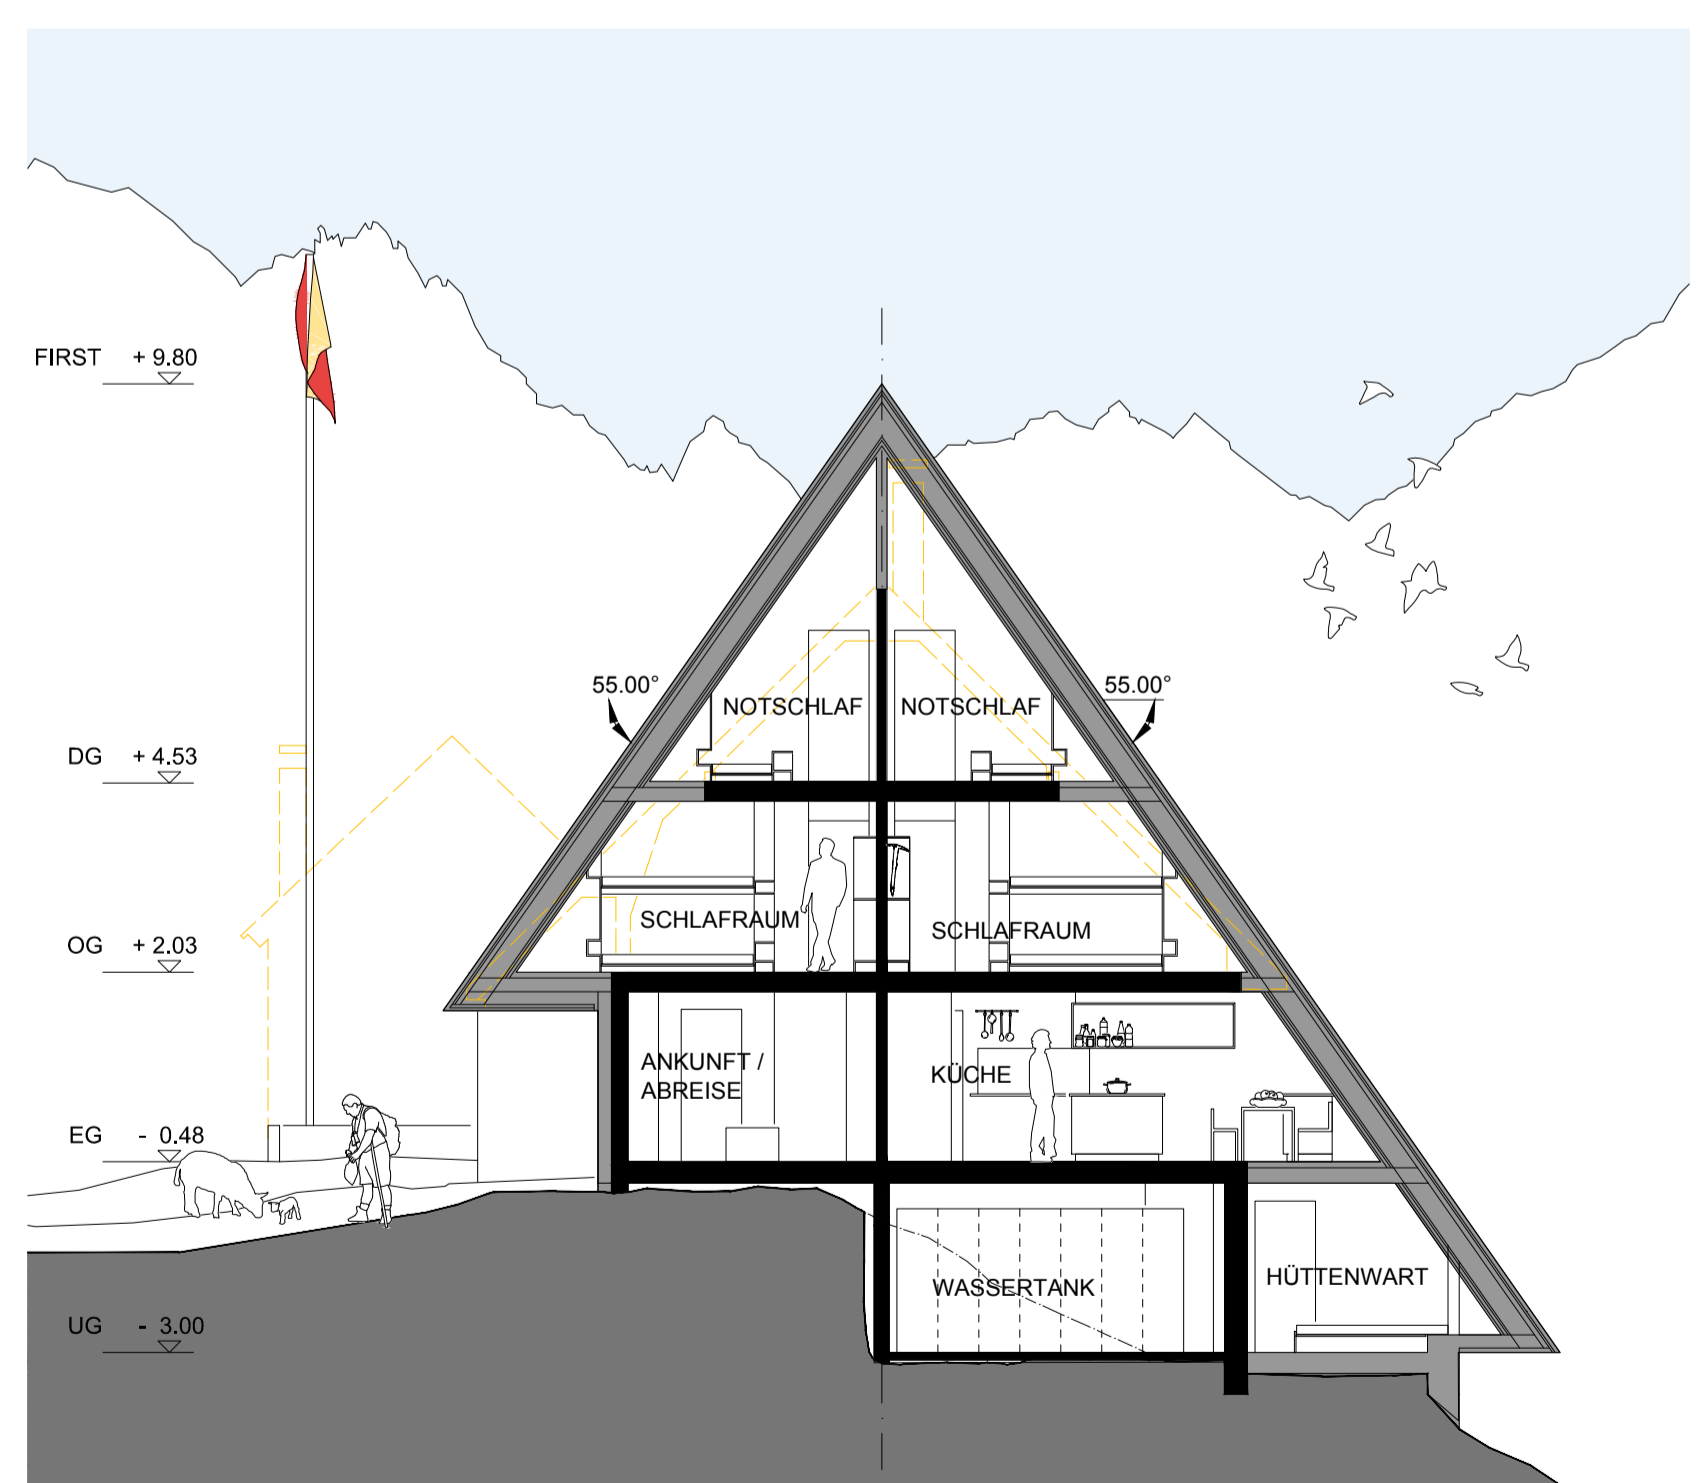 FIRST + 9.80
55.00° 55.00°
NOTSCHLAF NOTSCHLAF
DG + 4.53
SCHLAFRAUM SCHLAFRAUM
OG + 2.03
ANKUNFT /
ABREISE
KÜCHE
EG - 0.48
WASSERTANK HÜTTENWART
UG - 3.00